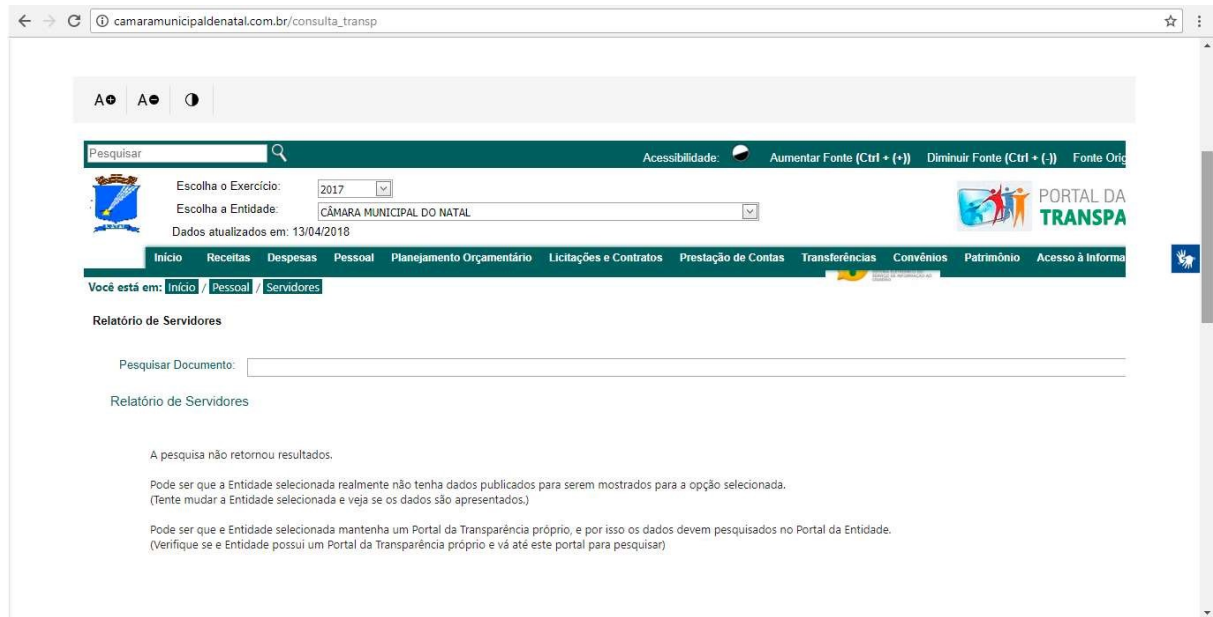 camaramunicipaldenatal.com.br/consulta_transp
A A
Pesquisar
Acessibilidade: Aumentar Fonte (Ctrl + (+)) Diminuir Fonte (Ctrl + (-)) Fonte Orig
NATAL
Escolha o Exercício: 2017
Escolha a Entidade: CÂMARA MUNICIPAL DO NATAL
Dados atualizados em: 13/04/2018
PORTAL DA
TRANSPA
Início Receitas Despesas Pessoal Planejamento Orçamentário Licitações e Contratos Prestação de Contas Transferências Convênios Patrimônio Acesso à Informa
Você está em: Início / Pessoal / Servidores
Relatório de Servidores
Pesquisar Documento:
Relatório de Servidores
A pesquisa não retornou resultados.
Pode ser que a Entidade selecionada realmente não tenha dados publicados para serem mostrados para a opção selecionada.
(Tente mudar a Entidade selecionada e veja se os dados são apresentados.)
Pode ser que e Entidade selecionada mantenha um Portal da Transparência próprio, e por isso os dados devem pesquisados no Portal da Entidade.
(Verifique se e Entidade possui um Portal da Transparência próprio e vá até este portal para pesquisar)